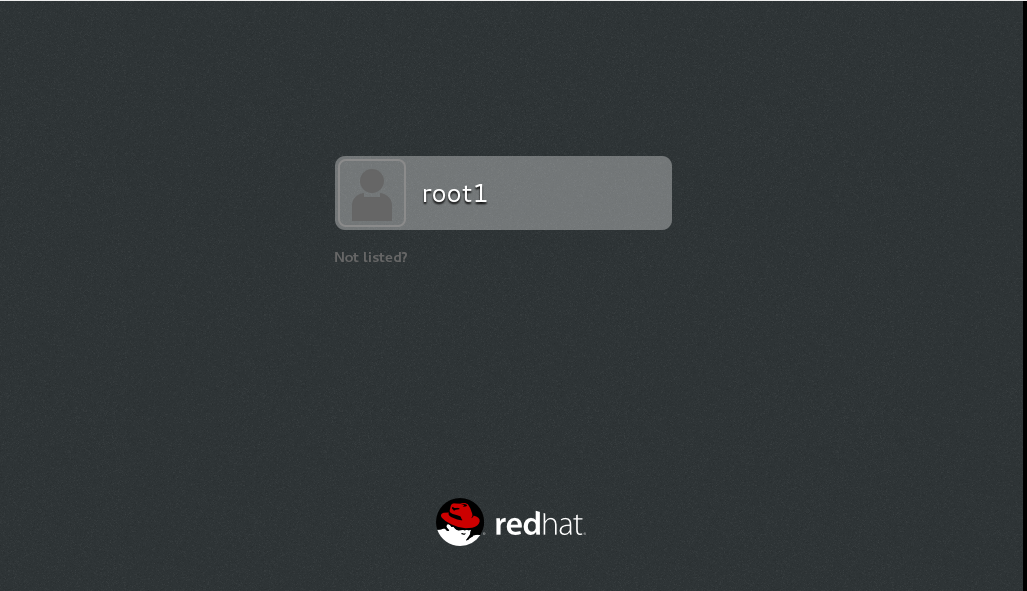 root1
Not listed?
redhat.